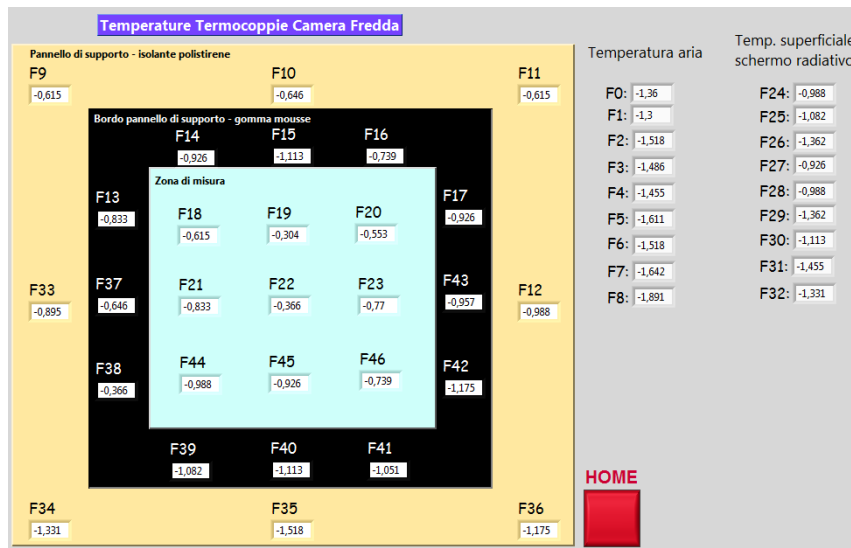 Temperature Termocoppie Camera Fredda
Pannello di supporto - isolante polistirene
F9 F10 F11
-0,615 -0,646 -0,615
Bordo pannello di supporto - gomma mousse
F14 F15 F16
-0,926 -1,113 -0,739
Zona di misura
F13 F17
-0,833 -0,926
F18 F19 F20
-0,615 -0,304 -0,553
F33 F37 F21 F22 F23 F43 F12
-0,895 -0,646 -0,833 -0,366 -0,77 -0,957 -0,988
F38 F44 F45 F46 F42
-0,366 -0,988 -0,926 -0,739 -1,175
F39 F40 F41
-1,082 -1,113 -1,051
F34 F35 F36
-1,331 -1,518 -1,175
Temperatura aria
F0: -1,36
F1: -1,3
F2: -1,518
F3: -1,486
F4: -1,455
F5: -1,611
F6: -1,518
F7: -1,642
F8: -1,891
Temp. superficiale
schermo radiativo
F24: -0,988
F25: -1,082
F26: -1,362
F27: -0,926
F28: -0,988
F29: -1,362
F30: -1,113
F31: -1,455
F32: -1,331
HOME